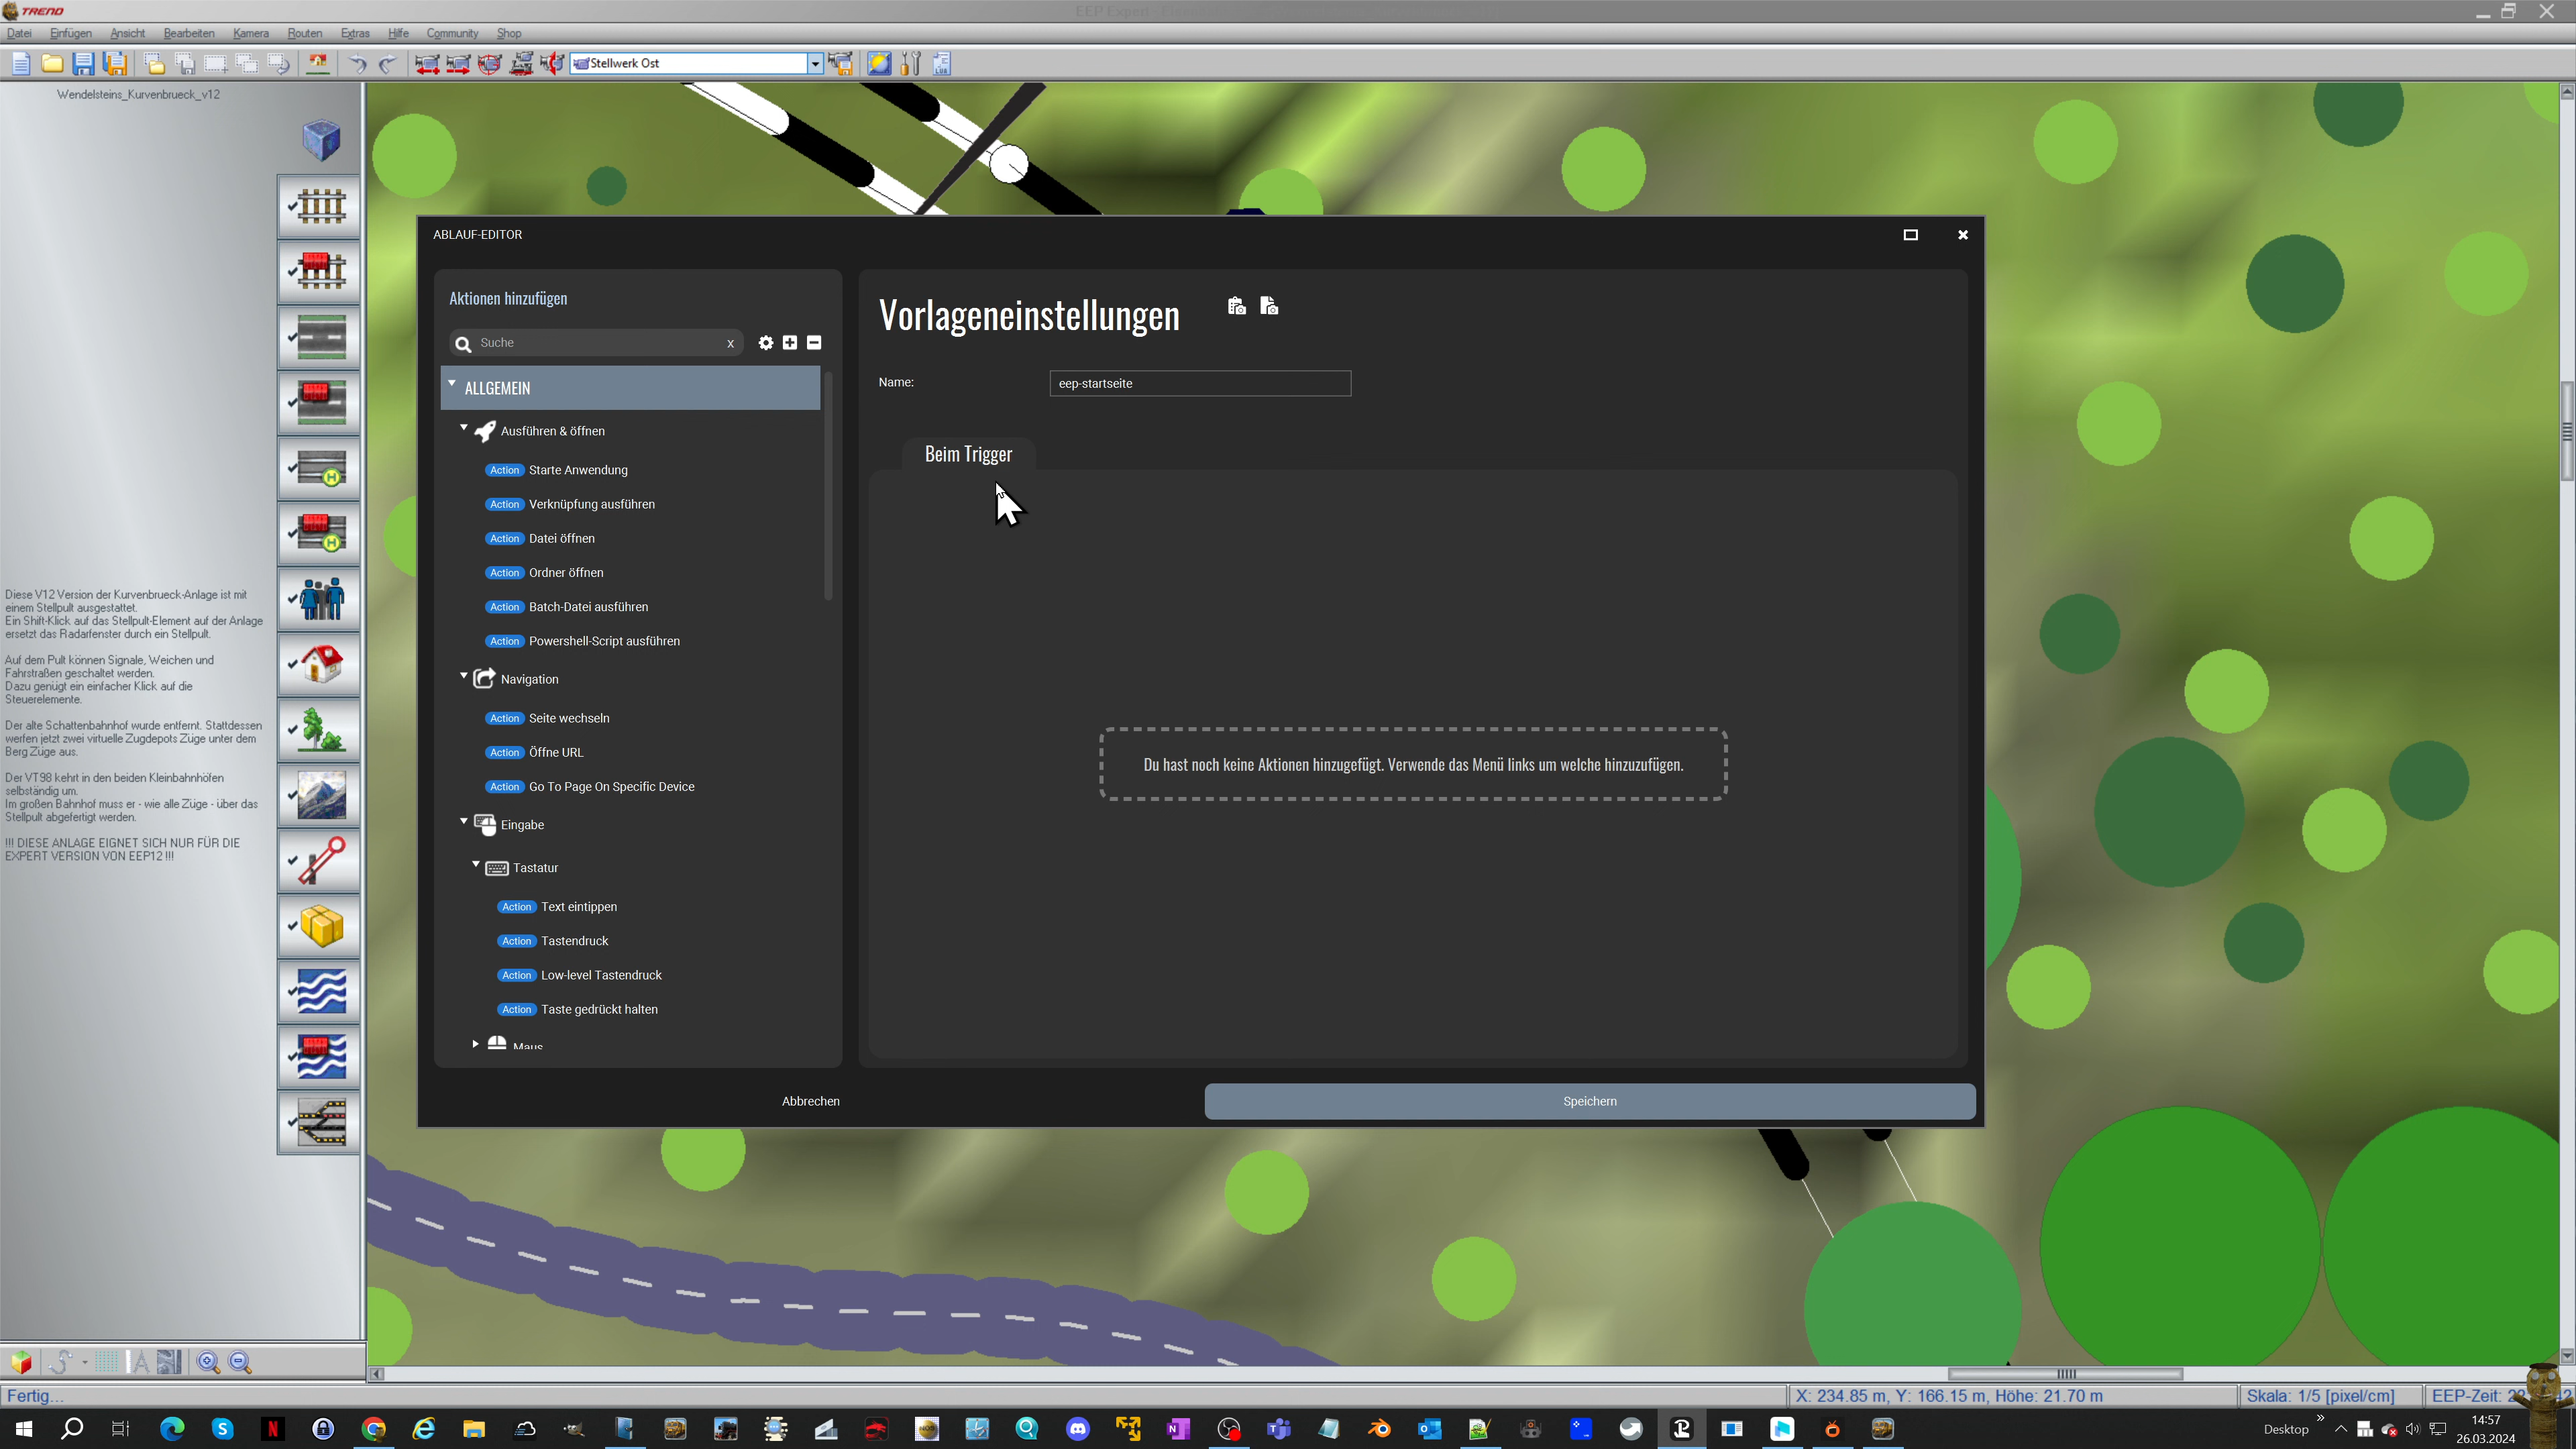 TREND
EEP Expert
Datei Einfügen Ansicht Bearbeiten Kamera Routen Extras Hilfe Community Shop
Stellwerk Ost
LUA
Wendelsteins_Kurvenbrueck_v12
Diese V12 Version der Kurvenbrueck-Anlage ist mit
einem Stellpult ausgestattet.
Ein Shift-Klick auf das Stellpult-Element auf der Anlage
ersetzt das Radarfenster durch ein Stellpult.
Auf dem Pult können Signale, Weichen und
Fahrstraßen geschaltet werden.
Dazu genügt ein einfacher Klick auf die
Steuerelemente.
Der alte Schattenbahnhof wurde entfernt. Stattdessen
werfen jetzt zwei virtuelle Zugdepots Züge unter dem
Berg Züge aus.
Der VT98 kehrt in den beiden Kleinbahnhöfen
selbständig um.
Im großen Bahnhof muss er - wie alle Züge - über das
Stellpult abgefertigt werden.
!!! DIESE ANLAGE EIGNET SICH NUR FÜR DIE
EXPERT VERSION VON EEP12 !!!
ABLAUF-EDITOR
Aktionen hinzufügen
Suche x
ALLGEMEIN
Ausführen & öffnen
Action Starte Anwendung
Action Verknüpfung ausführen
Action Datei öffnen
Action Ordner öffnen
Action Batch-Datei ausführen
Action Powershell-Script ausführen
Navigation
Action Seite wechseln
Action Öffne URL
Action Go To Page On Specific Device
Eingabe
Tastatur
Action Text eintippen
Action Tastendruck
Action Low-level Tastendruck
Action Taste gedrückt halten
Maus
Vorlageneinstellungen
Name: eep-startseite
Beim Trigger
Du hast noch keine Aktionen hinzugefügt. Verwende das Menü links um welche hinzuzufügen.
Abbrechen
Speichern
Fertig...
X: 234.85 m, Y: 166.15 m, Höhe: 21.70 m
Skala: 1/5 [pixel/cm]
EEP-Zeit:
Desktop
14:57
26.03.2024